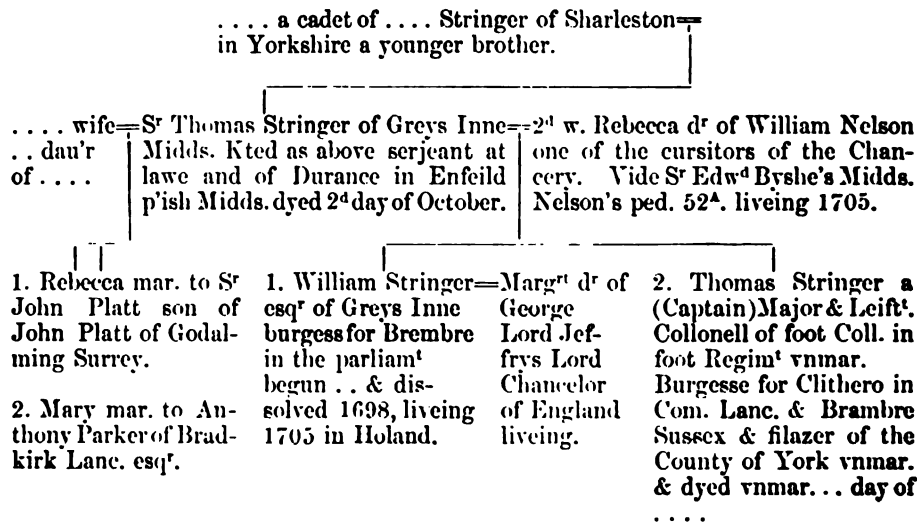 . . . . a cadet of . . . . Stringer of Sharleston=
in Yorkshire a younger brother.
. . . . wife=
. . dau'r
of . . . .
Sʳ Thomas Stringer of Greys Inne=
Midds. Kted as above serjeant at
lawe and of Durance in Enfeild
p'ish Midds. dyed 2ᵈ day of October.
=2ᵈ w. Rebecca dʳ of William Nelson
one of the cursitors of the Chan-
cery. Vide Sʳ Edwᵈ Byshe's Midds.
Nelson's ped. 52ᴬ. liveing 1705.
1. Rebecca mar. to Sʳ
John Platt son of
John Platt of Godal-
ming Surrey.
2. Mary mar. to An-
thony Parker of Brad-
kirk Lanc. esqʳ.
1. William Stringer=
esqʳ of Greys Inne
burgess for Brembre
in the parliamᵗ
begun . . & dis-
solved 1698, liveing
1705 in Holand.
Margʳᵗ dʳ of
George
Lord Jef-
frys Lord
Chancelor
of England
liveing.
2. Thomas Stringer a
(Captain) Major & Leiftᵗ.
Collonell of foot Coll. in
foot Regimᵗ vnmar.
Burgesse for Clithero in
Com. Lanc. & Brambre
Sussex & filazer of the
County of York vnmar.
& dyed vnmar. . . day of
. . . .